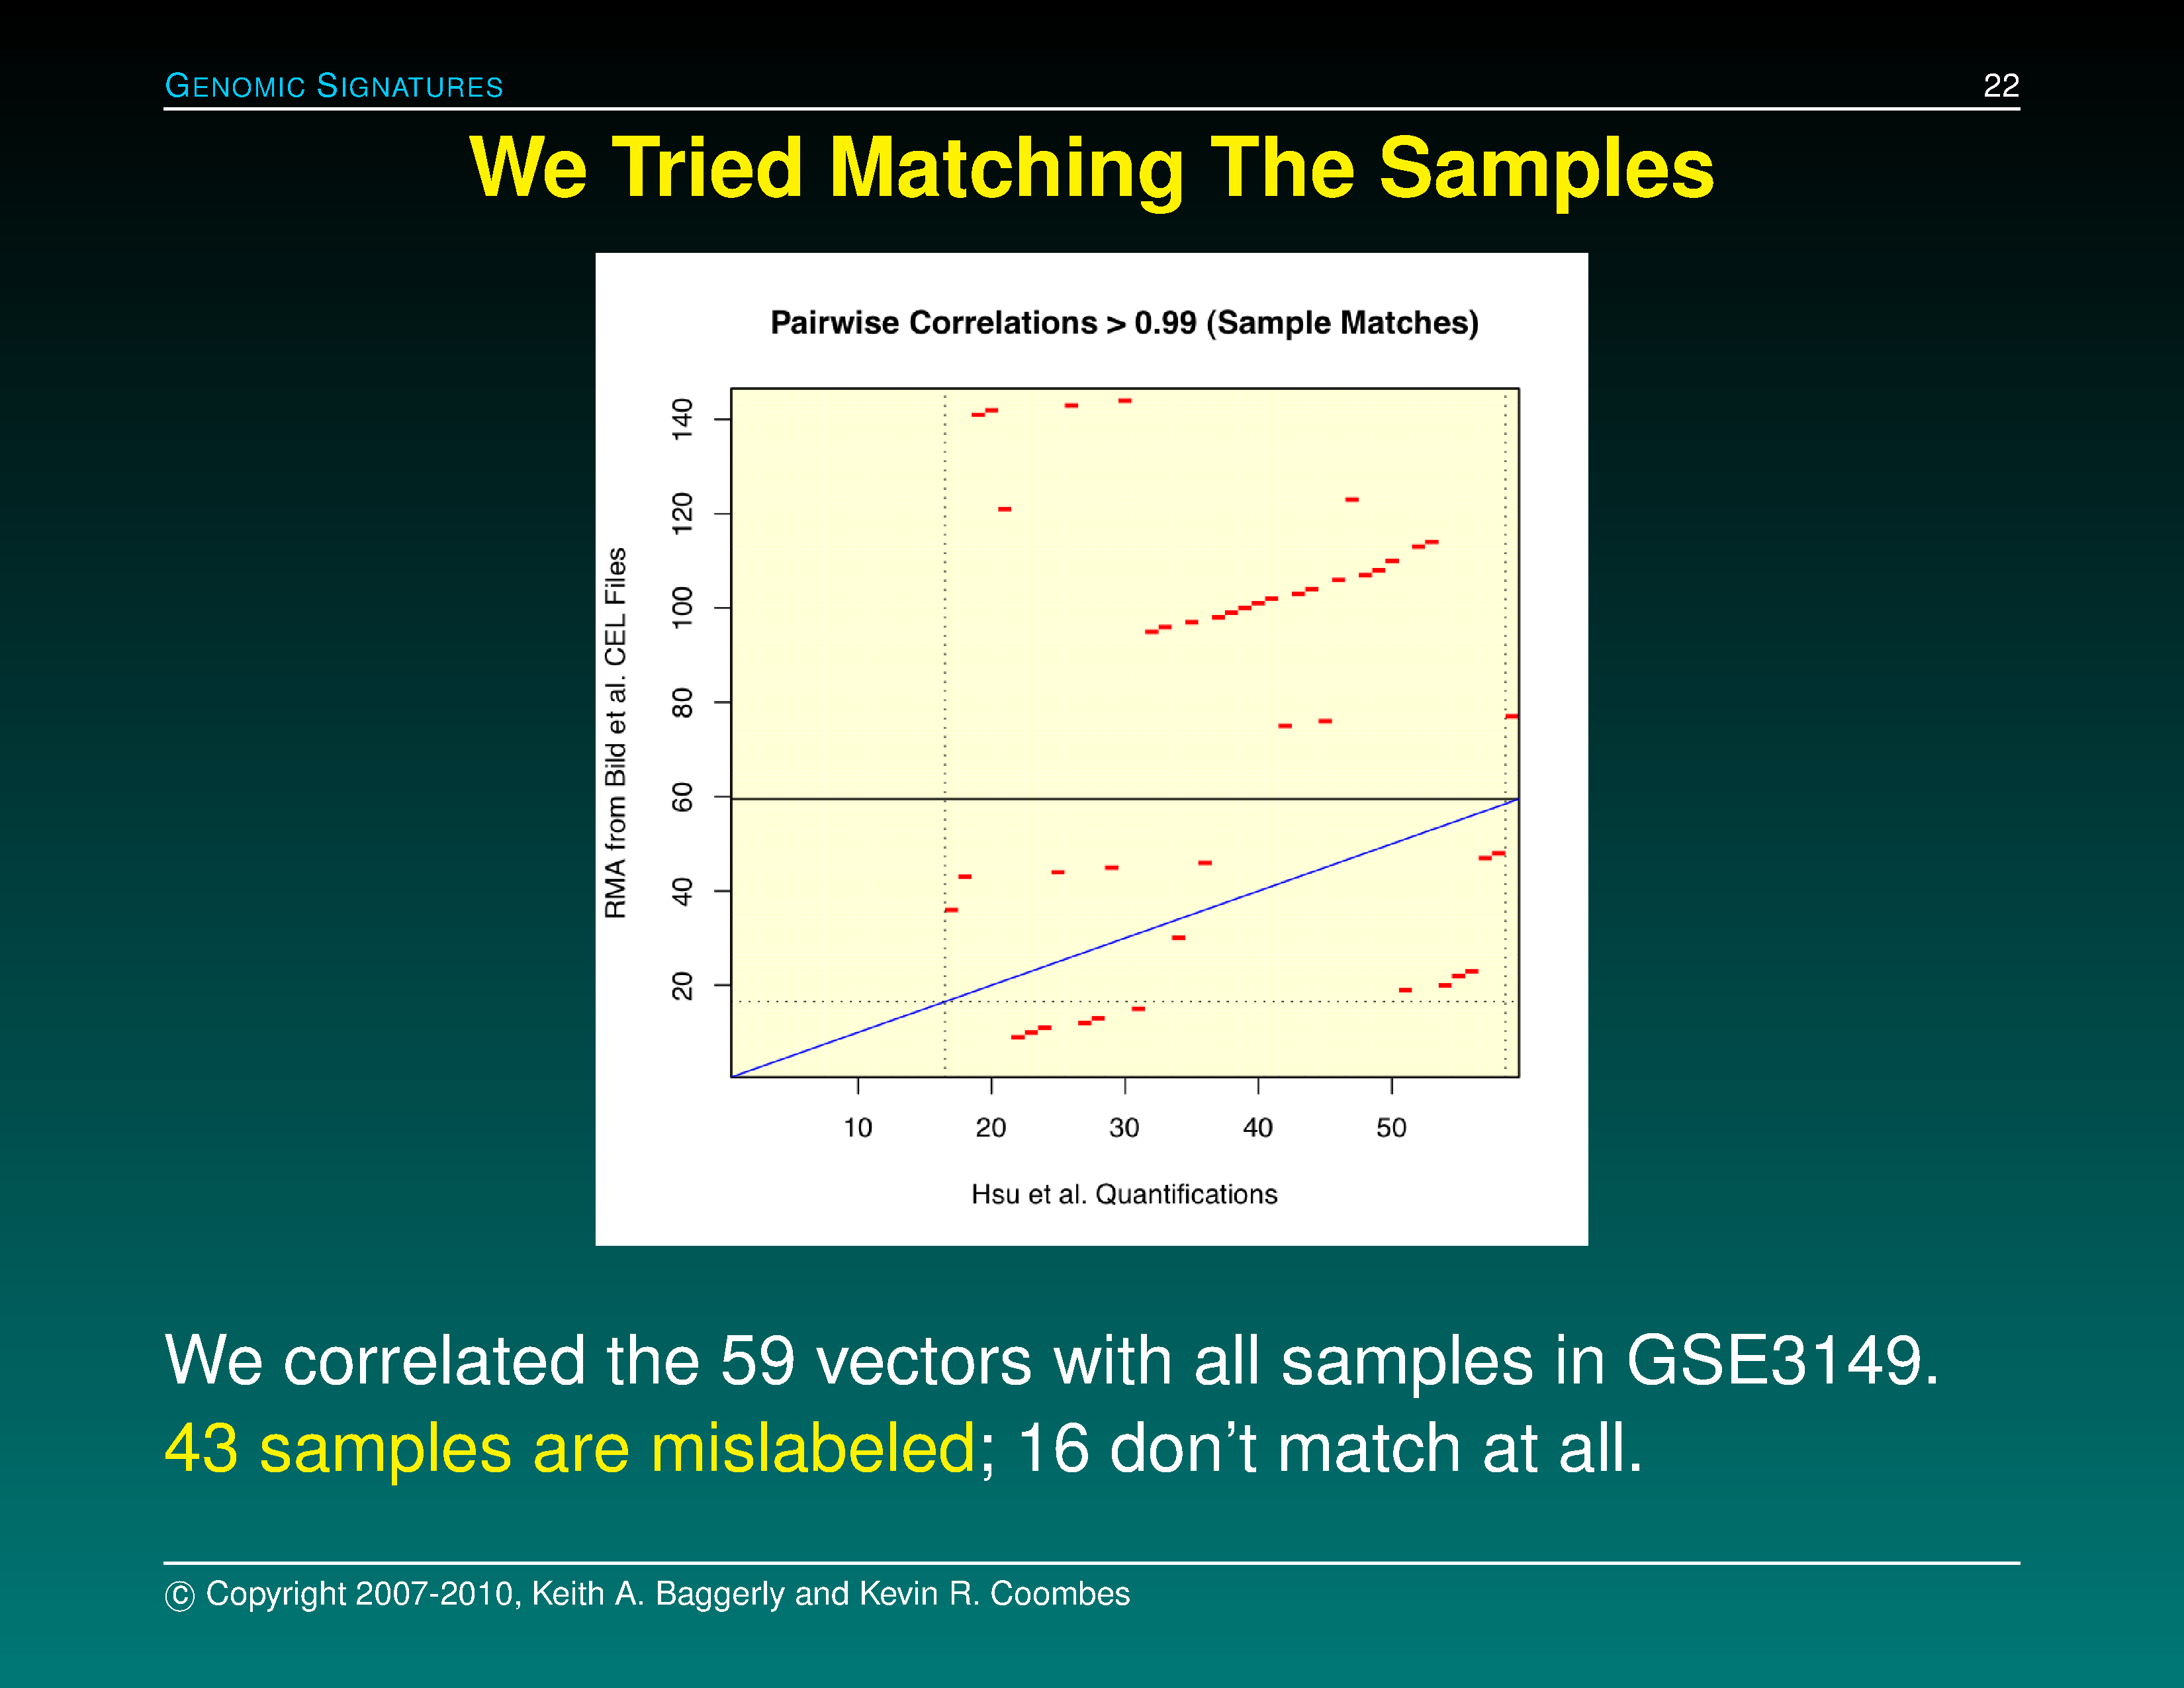 GENOMIC SIGNATURES
22
We Tried Matching The Samples
Pairwise Correlations > 0.99 (Sample Matches)
RMA from Bild et al. CEL Files
140
120
100
80
60
40
20
10 20 30 40 50
Hsu et al. Quantifications
We correlated the 59 vectors with all samples in GSE3149.
43 samples are mislabeled; 16 don't match at all.
© Copyright 2007-2010, Keith A. Baggerly and Kevin R. Coombes